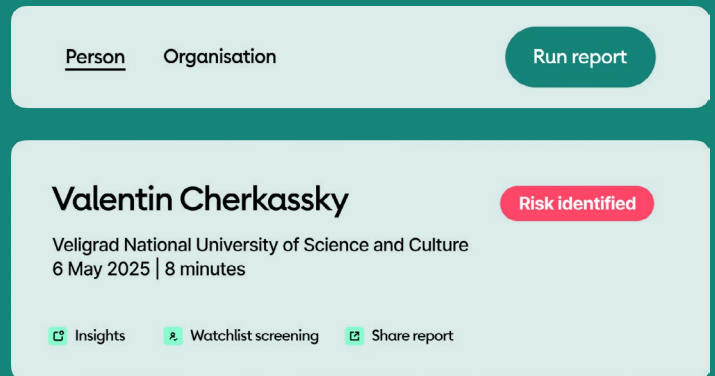 Person
Organisation
Run report
Valentin Cherkassky
Risk identified
Veligrad National University of Science and Culture
6 May 2025 | 8 minutes
Insights
Watchlist screening
Share report